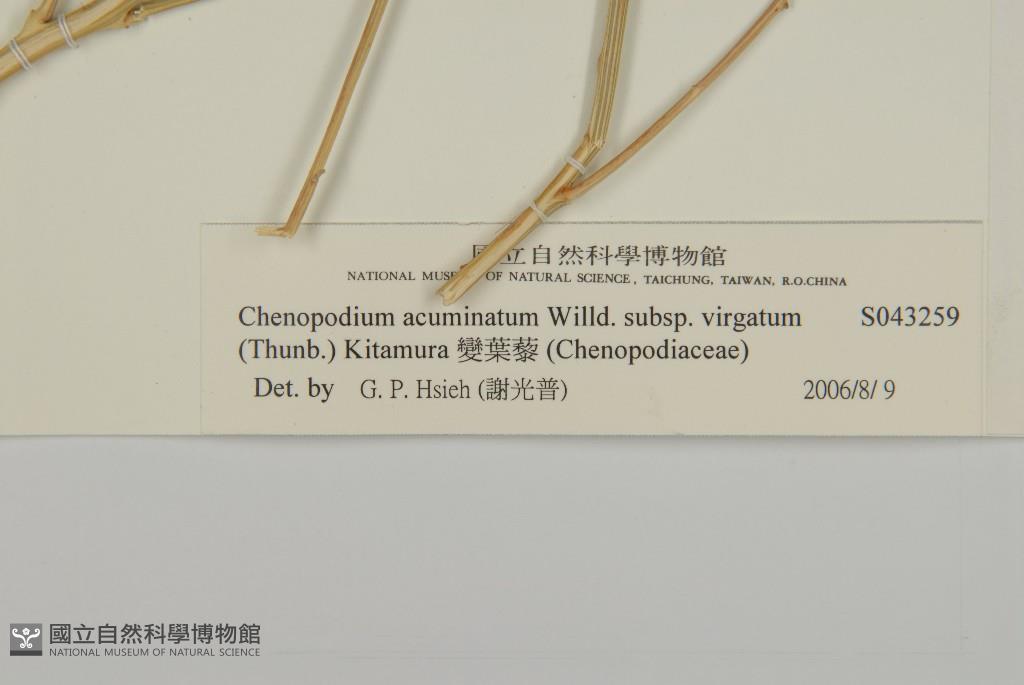 國立自然科學博物館
NATIONAL MUSEUM OF NATURAL SCIENCE, TAICHUNG, TAIWAN, R.O.CHINA
Chenopodium acuminatum Willd. subsp. virgatum S043259
(Thunb.) Kitamura 變葉藜 (Chenopodiaceae)
Det. by G. P. Hsieh (謝光普) 2006/8/ 9
國立自然科學博物館
NATIONAL MUSEUM OF NATURAL SCIENCE